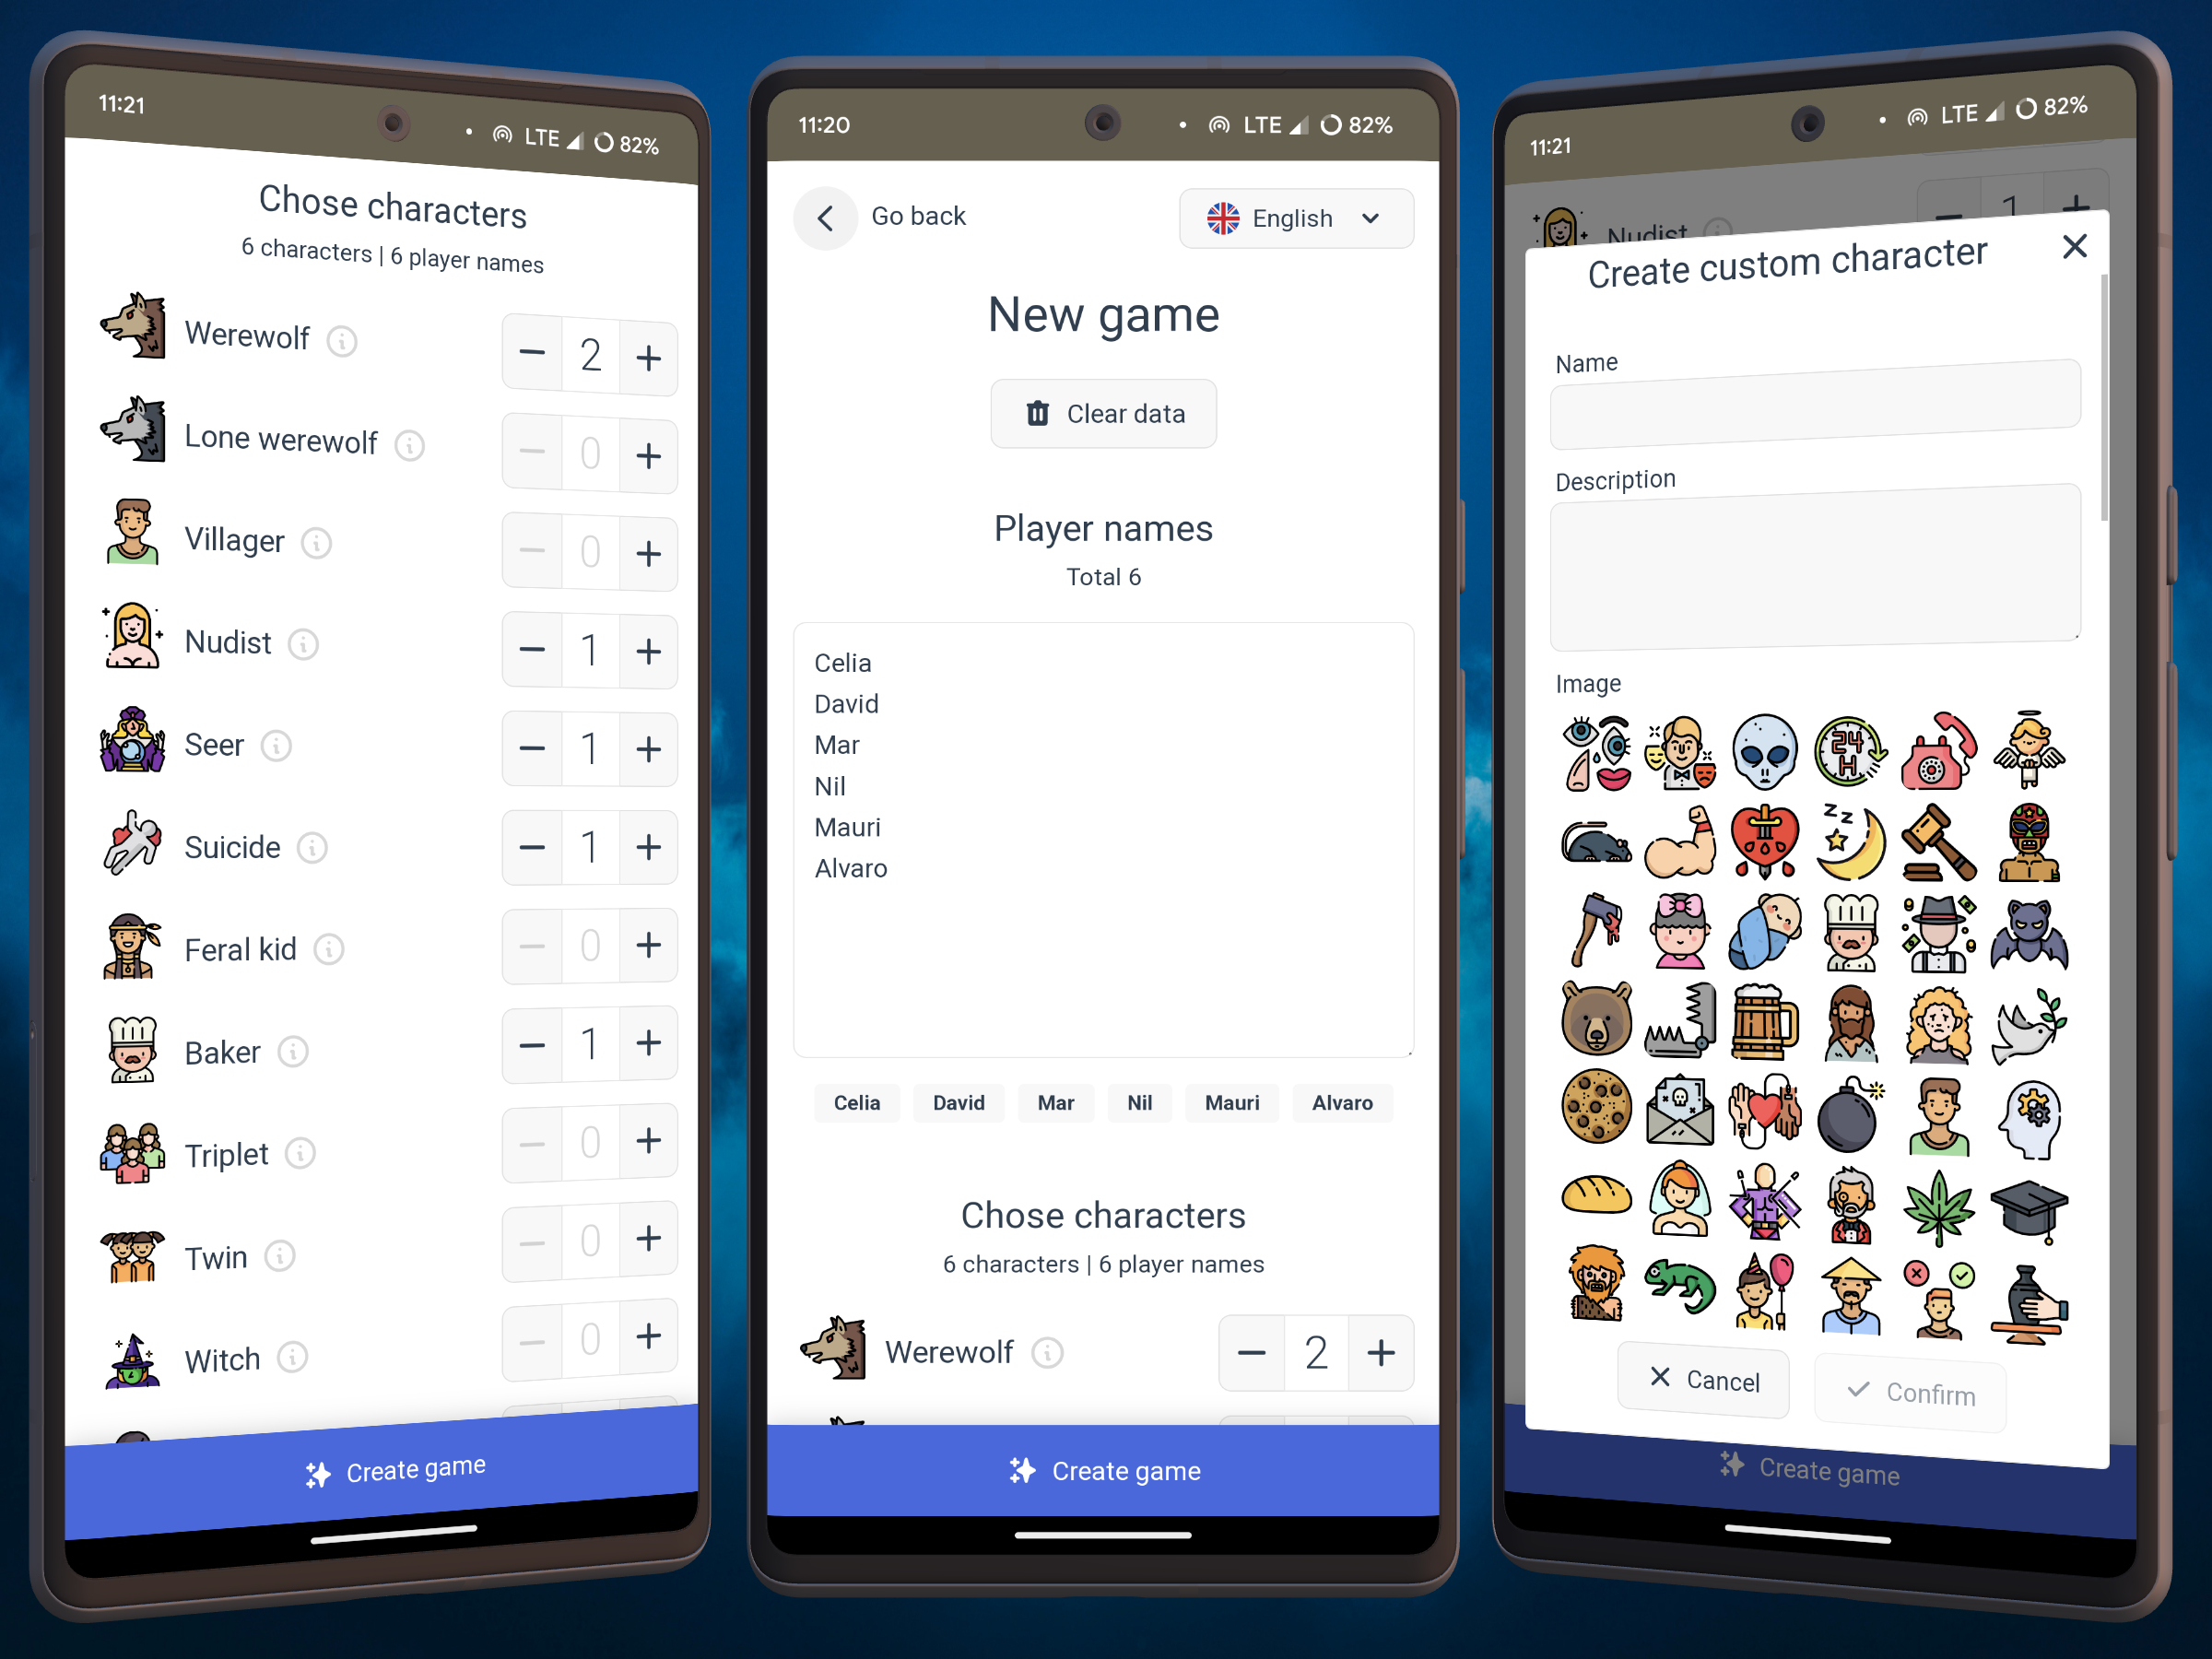 11:21
LTE 82%
Chose characters
6 characters | 6 player names
Werewolf
2
Lone werewolf
0
Villager
0
Nudist
1
Seer
1
Suicide
1
Feral kid
0
Baker
1
Triplet
0
Twin
0
Witch
0
Create game
11:20
LTE 82%
Go back
English
New game
Clear data
Player names
Total 6
Celia
David
Mar
Nil
Mauri
Alvaro
Celia David Mar Nil Mauri Alvaro
Chose characters
6 characters | 6 player names
Werewolf
2
Create game
11:21
LTE 82%
Nudist
1
Create custom character
Name
Description
Image
24
H
z z
Cancel
Confirm
Create game